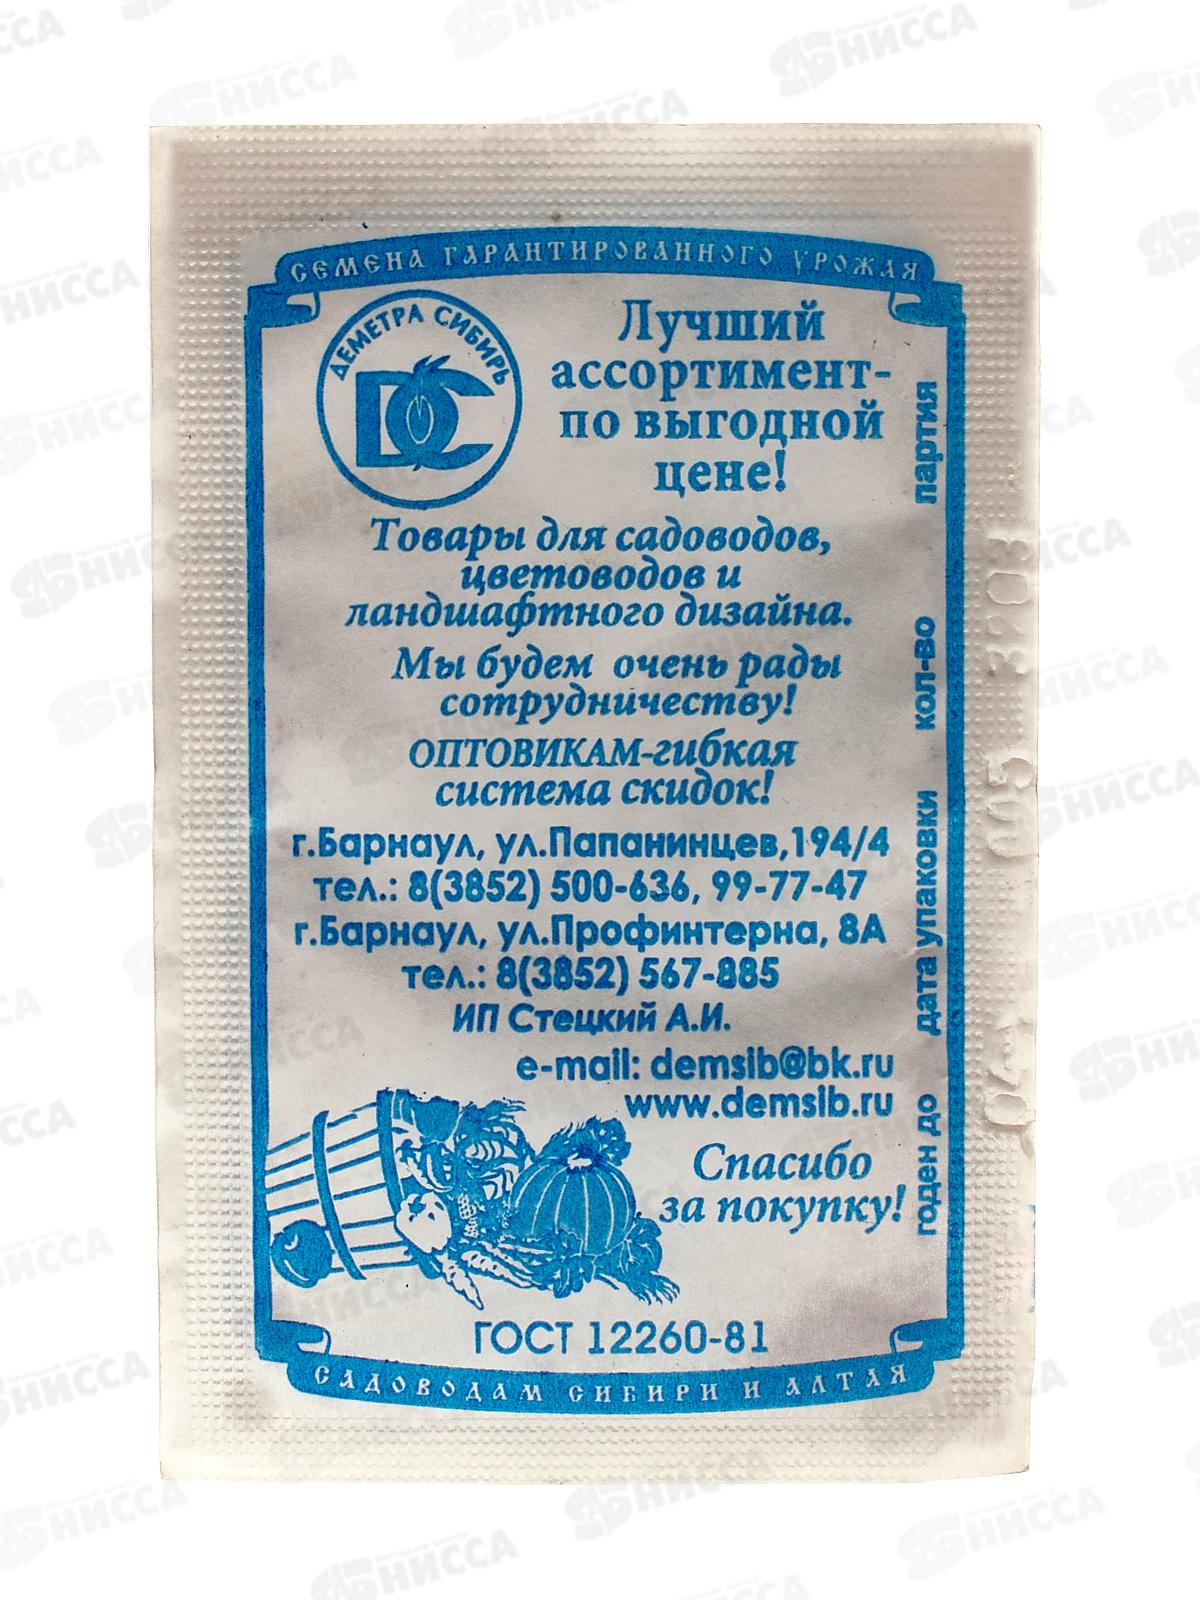 СЕМЕНА ГАРАНТИРОВАННОГО УРОЖАЯ
ДЕМЕТРА СИБИРЬ
DC
Лучший
ассортимент-
по выгодной
цене!
Товары для садоводов,
цветоводов и
ландшафтного дизайна.
Мы будем очень рады
сотрудничеству!
ОПТОВИКАМ-гибкая
система скидок!
г.Барнаул, ул.Папанинцев,194/4
тел.: 8(3852) 500-636, 99-77-47
г.Барнаул, ул.Профинтерна, 8А
тел.: 8(3852) 567-885
ИП Стецкий А.И.
e-mail: demsib@bk.ru
www.demsib.ru
Спасибо
за покупку!
ГОСТ 12260-81
САДОВОДАМ СИБИРИ И АЛТАЯ
годен до дата упаковки кол-во партия
НИССА